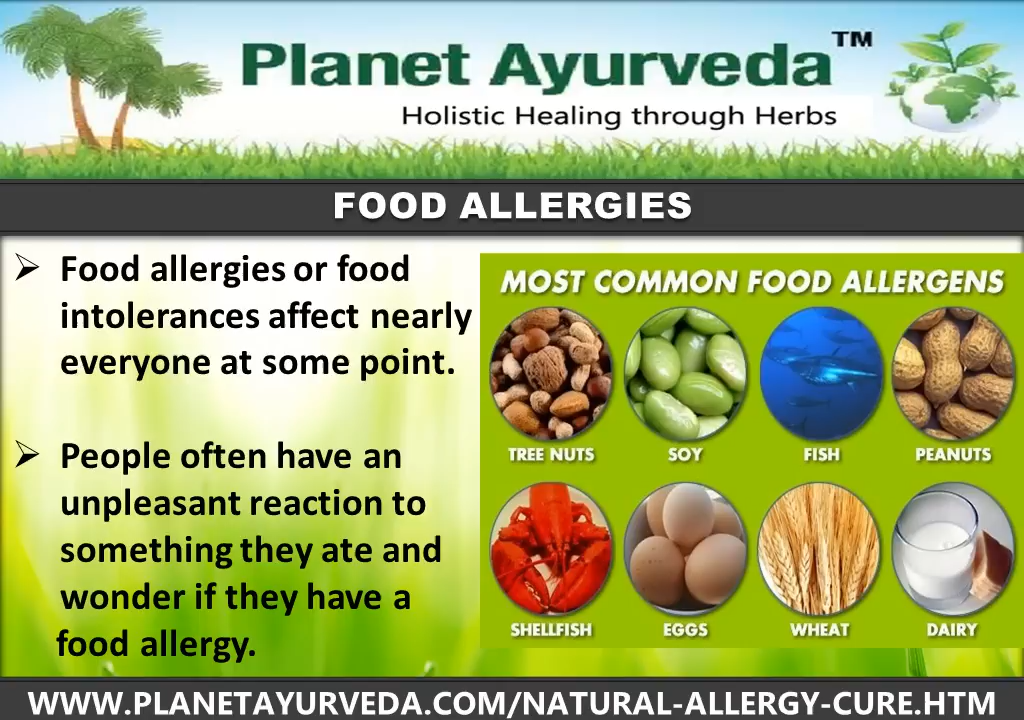 Planet Ayurveda™
Holistic Healing through Herbs
FOOD ALLERGIES
➢ Food allergies or food
intolerances affect nearly
everyone at some point.
➢ People often have an
unpleasant reaction to
something they ate and
wonder if they have a
food allergy.
MOST COMMON FOOD ALLERGENS
TREE NUTS SOY FISH PEANUTS
SHELLFISH EGGS WHEAT DAIRY
WWW.PLANETAYURVEDA.COM/NATURAL-ALLERGY-CURE.HTM